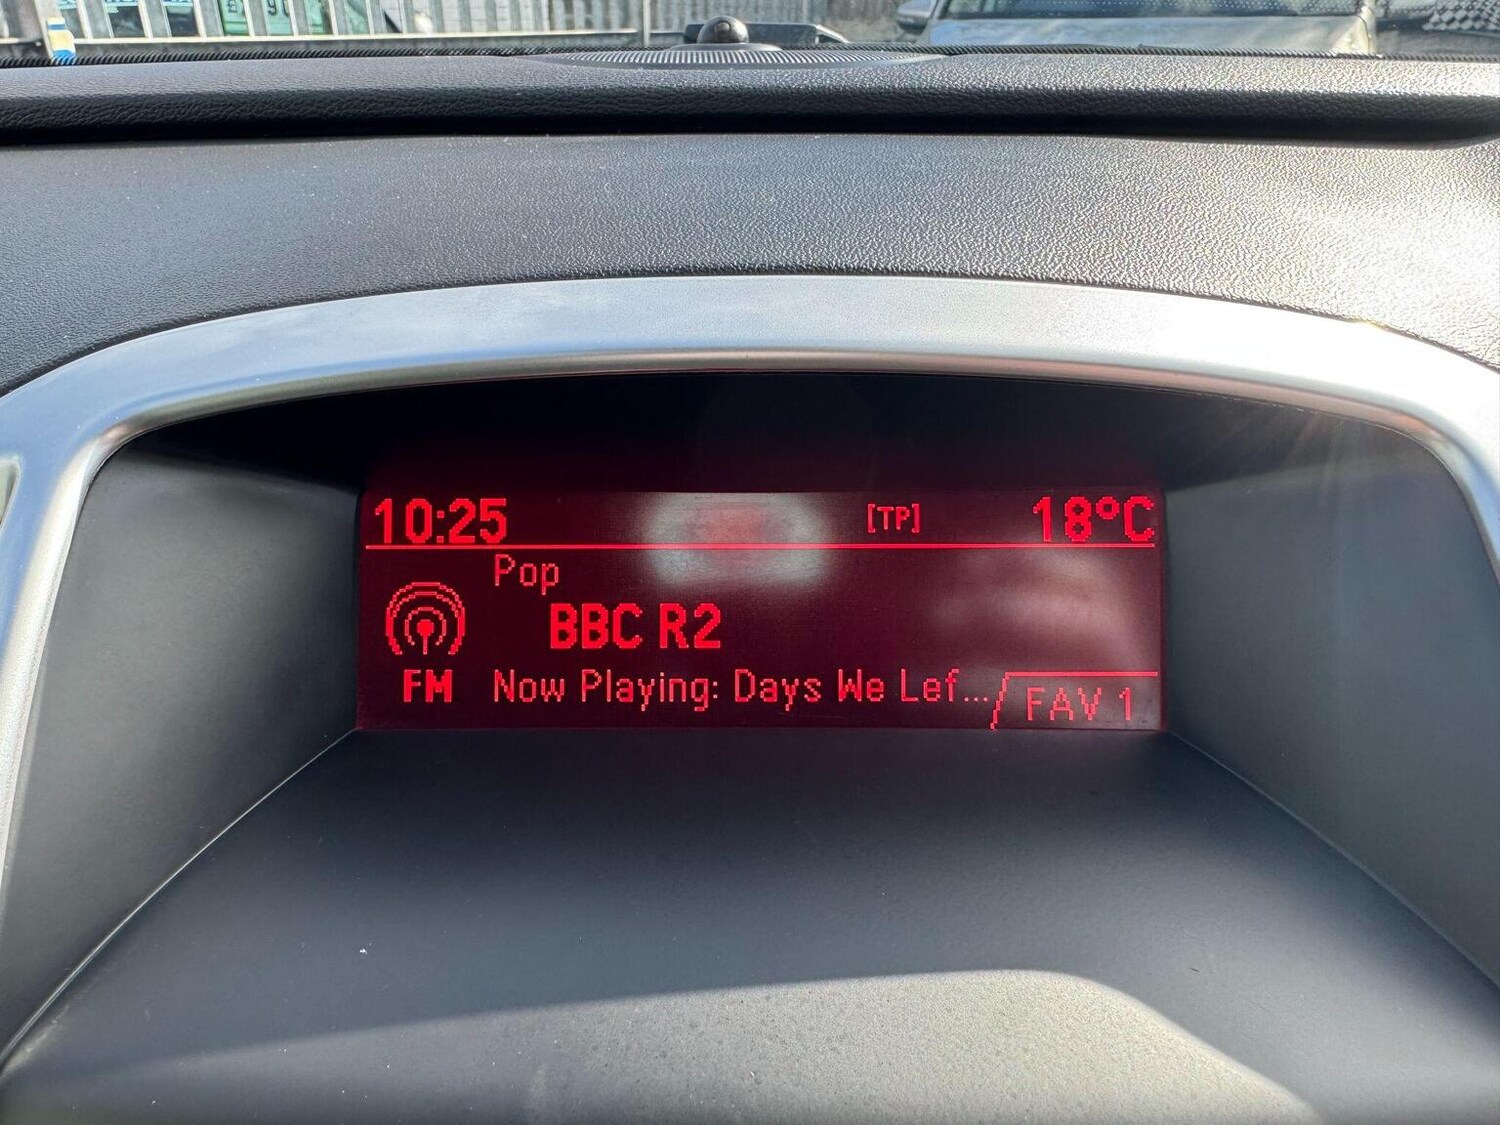 10:25 [TP] 18°C
Pop
BBC R2
FM Now Playing: Days We Lef... FAV 1